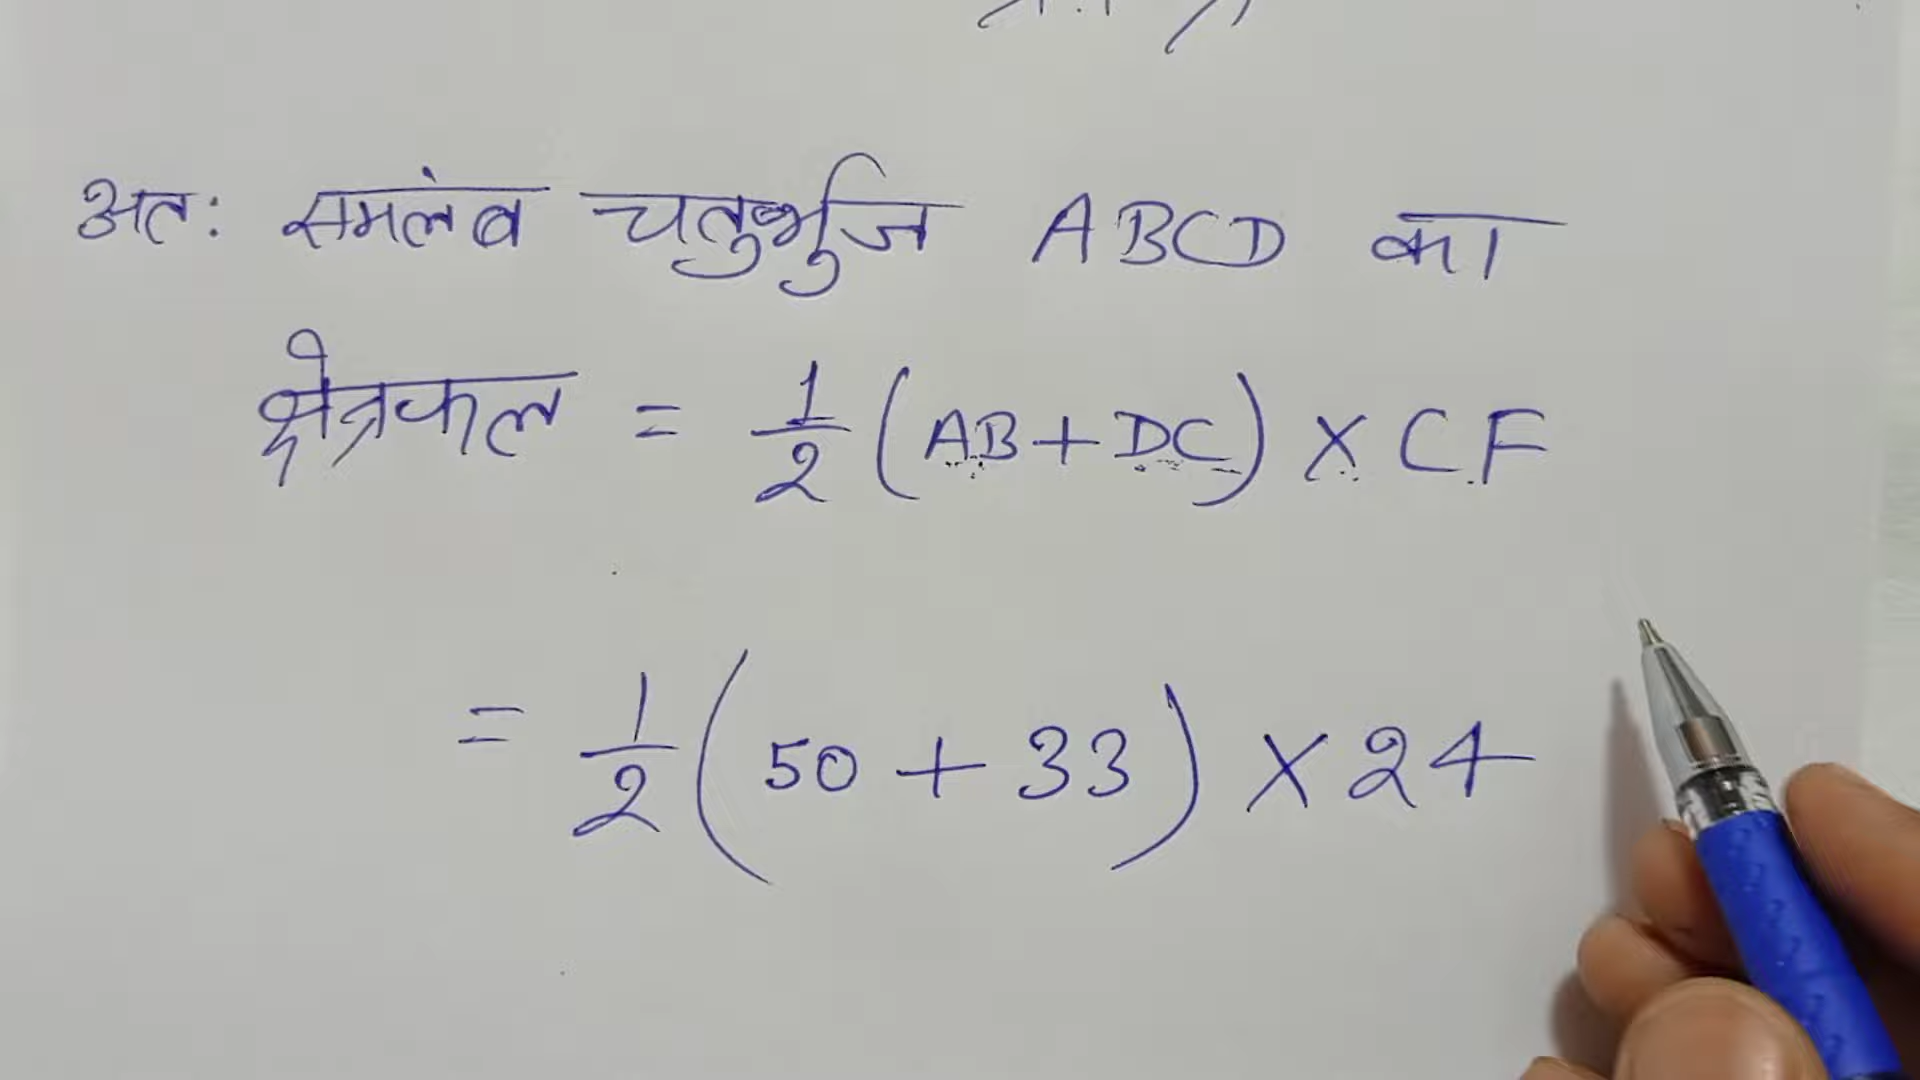 अत: समलंब चतुर्भुज ABCD का
क्षेत्रफल = 1/2 (AB + DC) × CF
= 1/2 (50 + 33) × 24